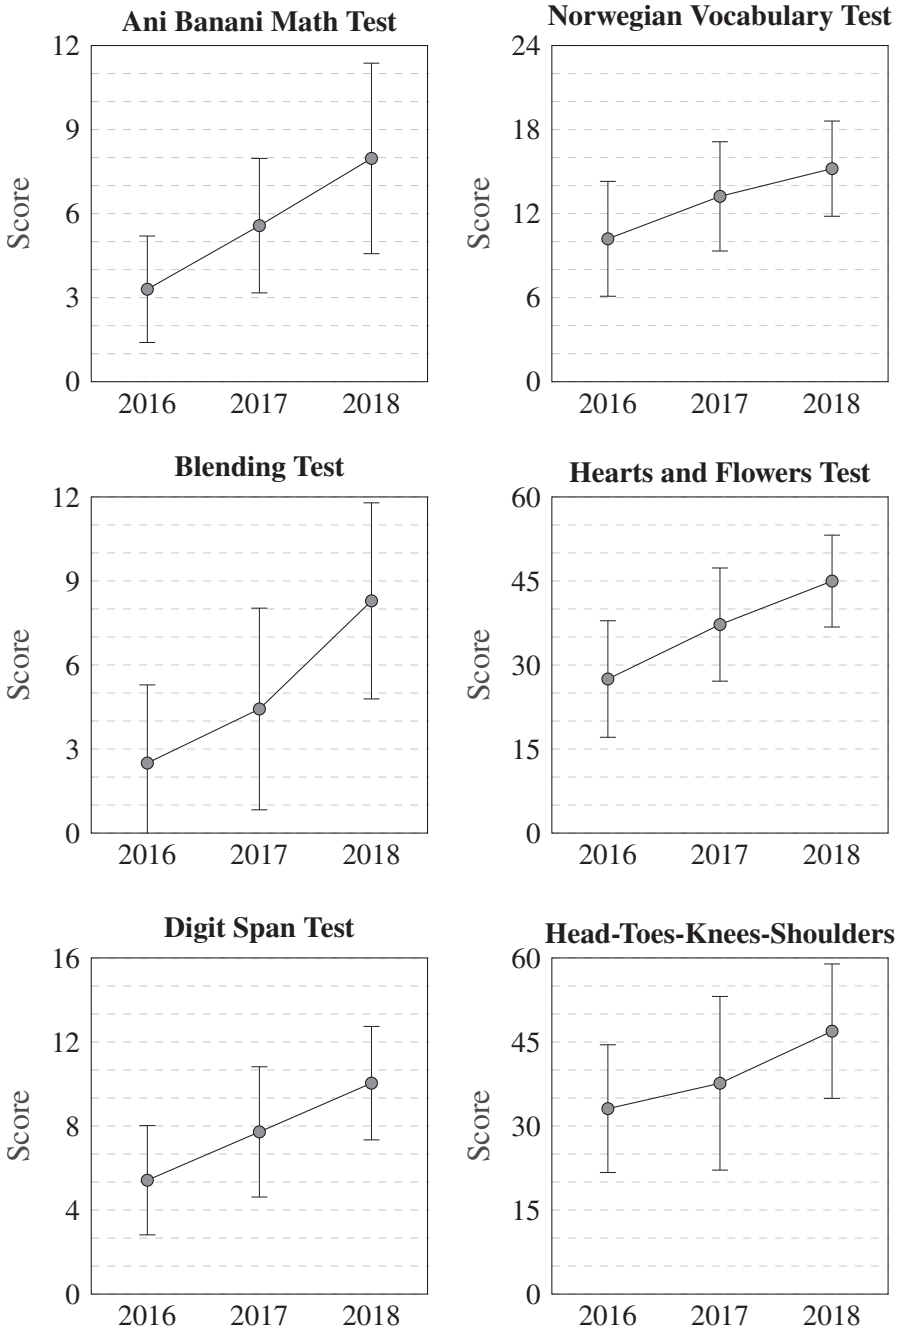 Ani Banani Math Test
12
9
6
3
0
Score
2016 2017 2018
Norwegian Vocabulary Test
24
18
12
6
0
Score
2016 2017 2018
Blending Test
12
9
6
3
0
Score
2016 2017 2018
Hearts and Flowers Test
60
45
30
15
0
Score
2016 2017 2018
Digit Span Test
16
12
8
4
0
Score
2016 2017 2018
Head-Toes-Knees-Shoulders
60
45
30
15
0
Score
2016 2017 2018